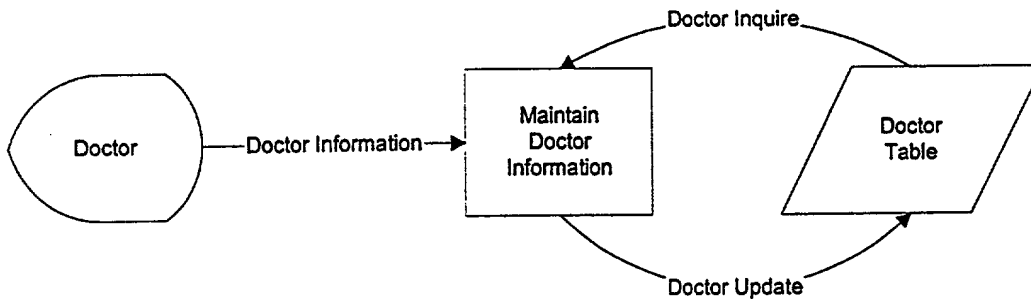 Doctor Inquire
Doctor
Doctor Information
Maintain
Doctor
Information
Doctor
Table
Doctor Update